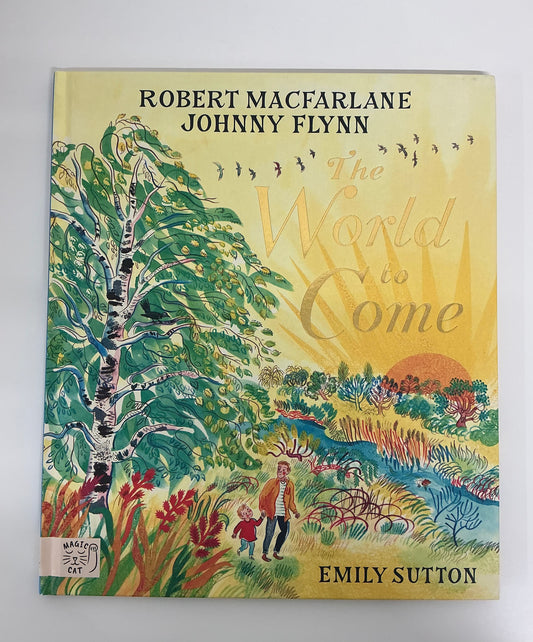 ROBERT MACFARLANE
JOHNNY FLYNN
The
World
to
Come
MAGIC
CAT
EMILY SUTTON